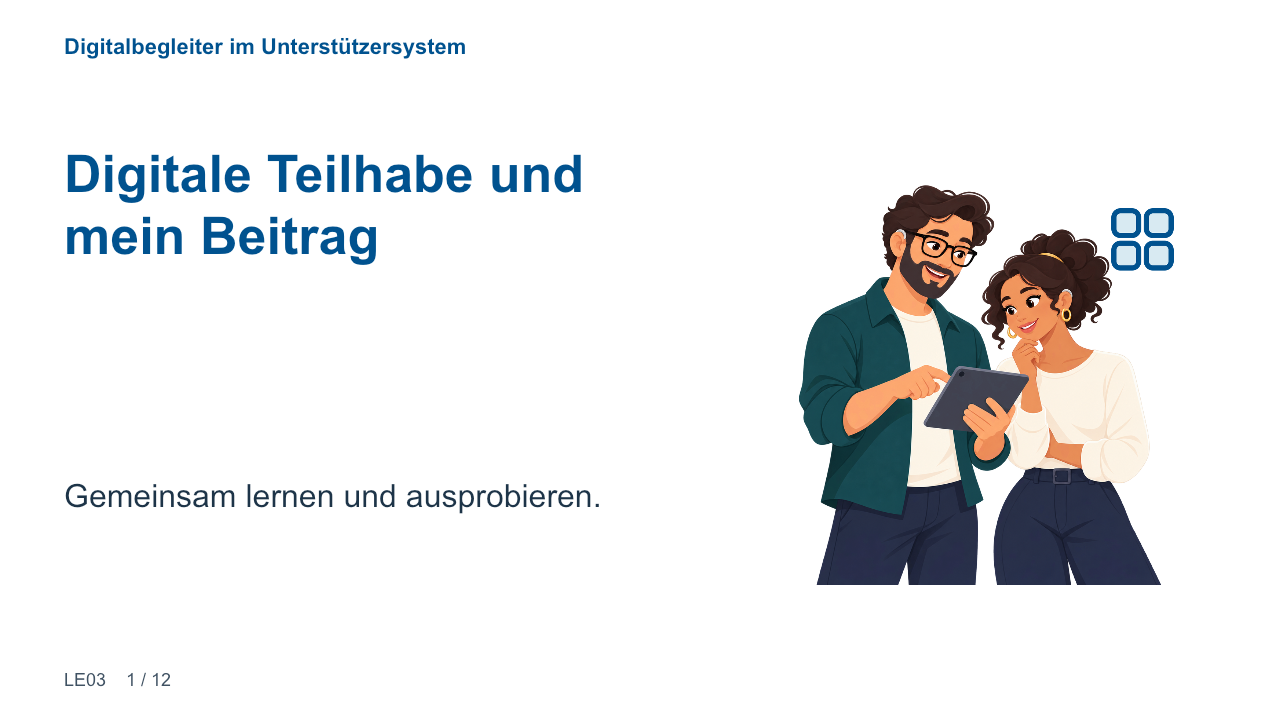 Digitalbegleiter im Unterstützersystem
Digitale Teilhabe und
mein Beitrag
Gemeinsam lernen und ausprobieren.
LE03 1 / 12